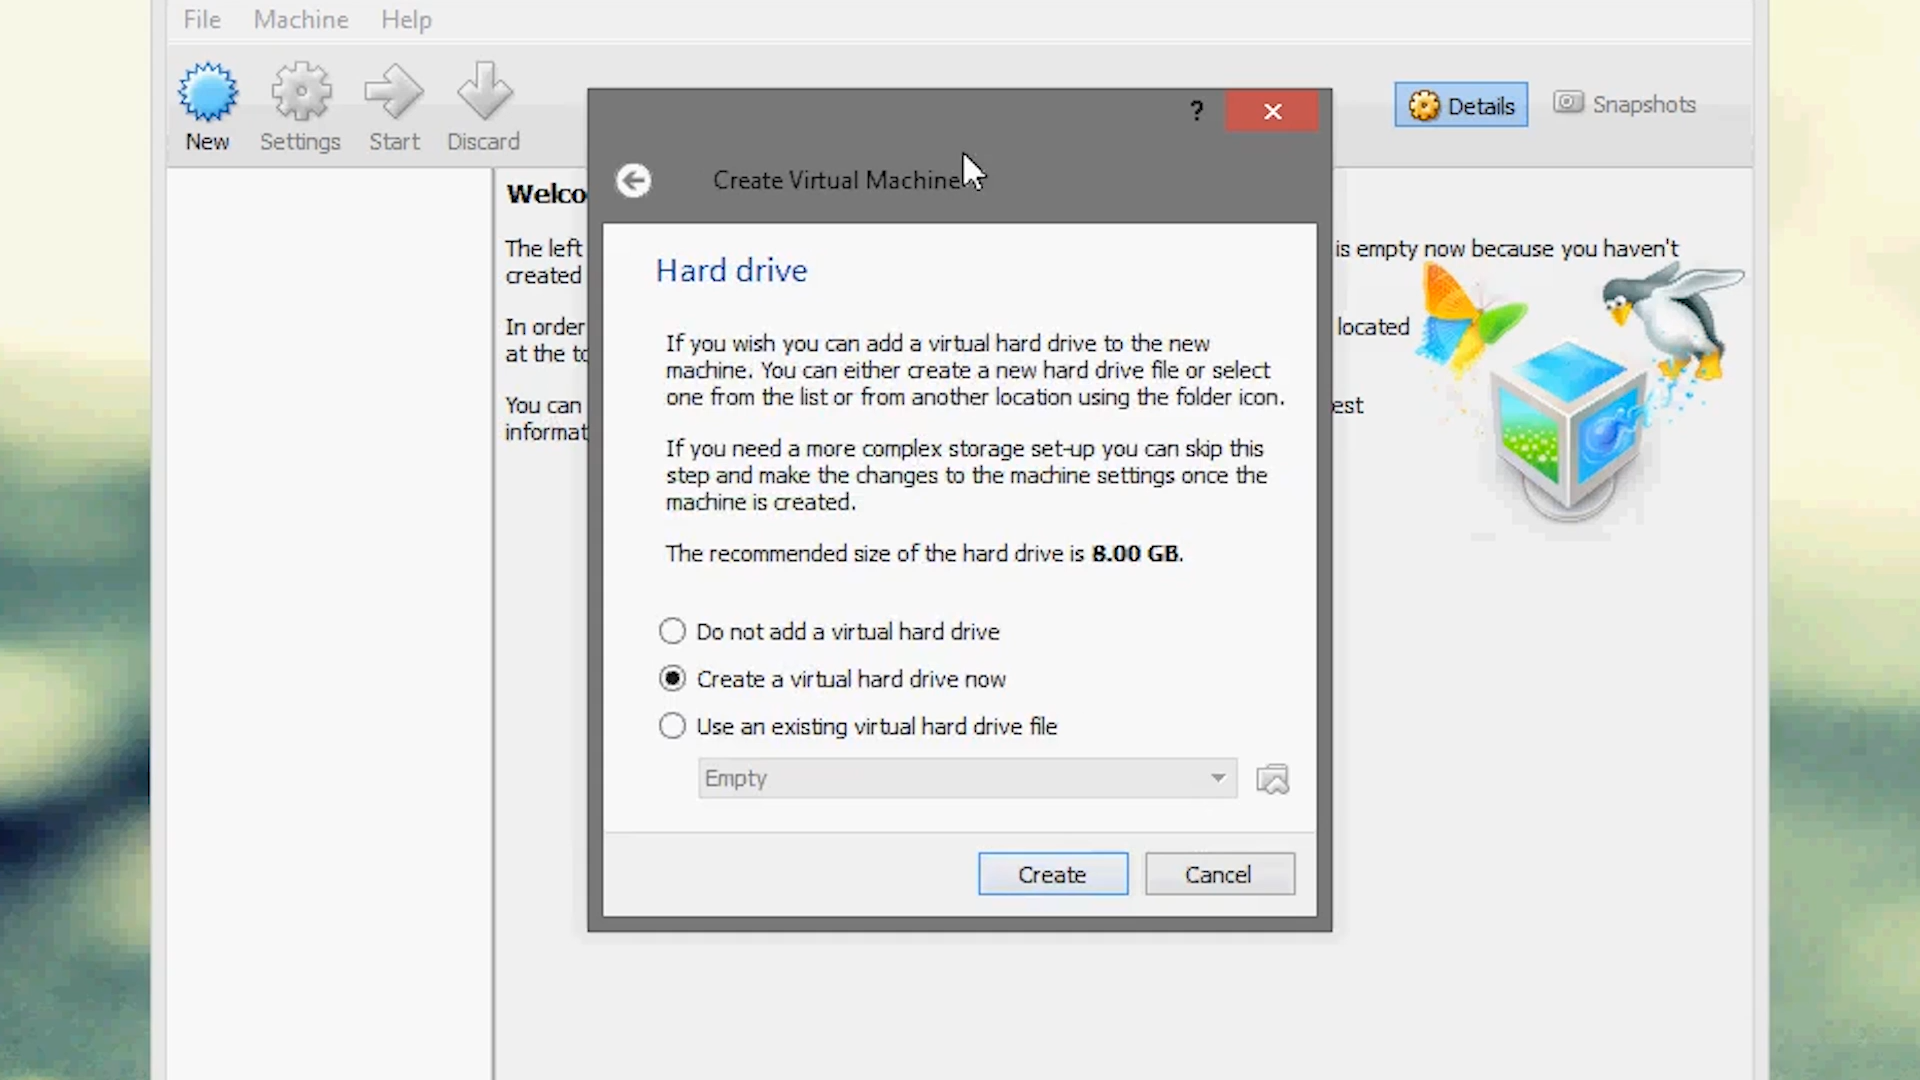 File Machine Help
New Settings Start Discard
Details Snapshots
?
Create Virtual Machine
Welco
The left
is empty now because you haven't
created
In order
located
at the to
You can
est
informat
Hard drive
If you wish you can add a virtual hard drive to the new
machine. You can either create a new hard drive file or select
one from the list or from another location using the folder icon.
If you need a more complex storage set-up you can skip this
step and make the changes to the machine settings once the
machine is created.
The recommended size of the hard drive is 8.00 GB.
Do not add a virtual hard drive
Create a virtual hard drive now
Use an existing virtual hard drive file
Empty
Create Cancel